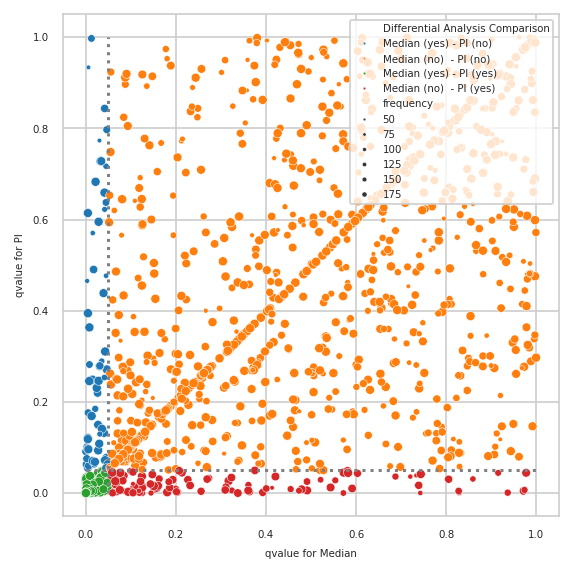 Differential Analysis Comparison
Median (yes) - PI (no)
Median (no)  - PI (no)
Median (yes) - PI (yes)
Median (no)  - PI (yes)
frequency
50
75
100
125
150
175
1.0
0.8
0.6
0.4
0.2
0.0
qvalue for PI
0.0 0.2 0.4 0.6 0.8 1.0
qvalue for Median